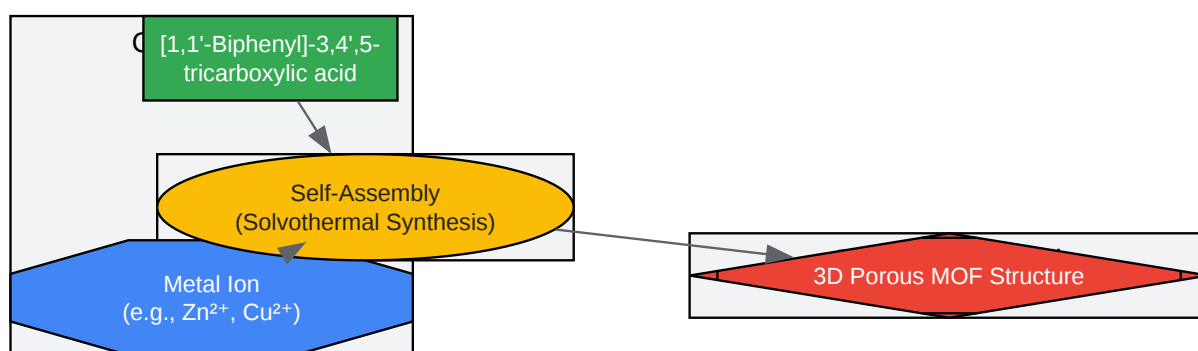 [1,1'-Biphenyl]-3,4',5-
tricarboxylic acid
Self-Assembly
(Solvothermal Synthesis)
Metal Ion
(e.g., Zn²⁺, Cu²⁺)
3D Porous MOF Structure